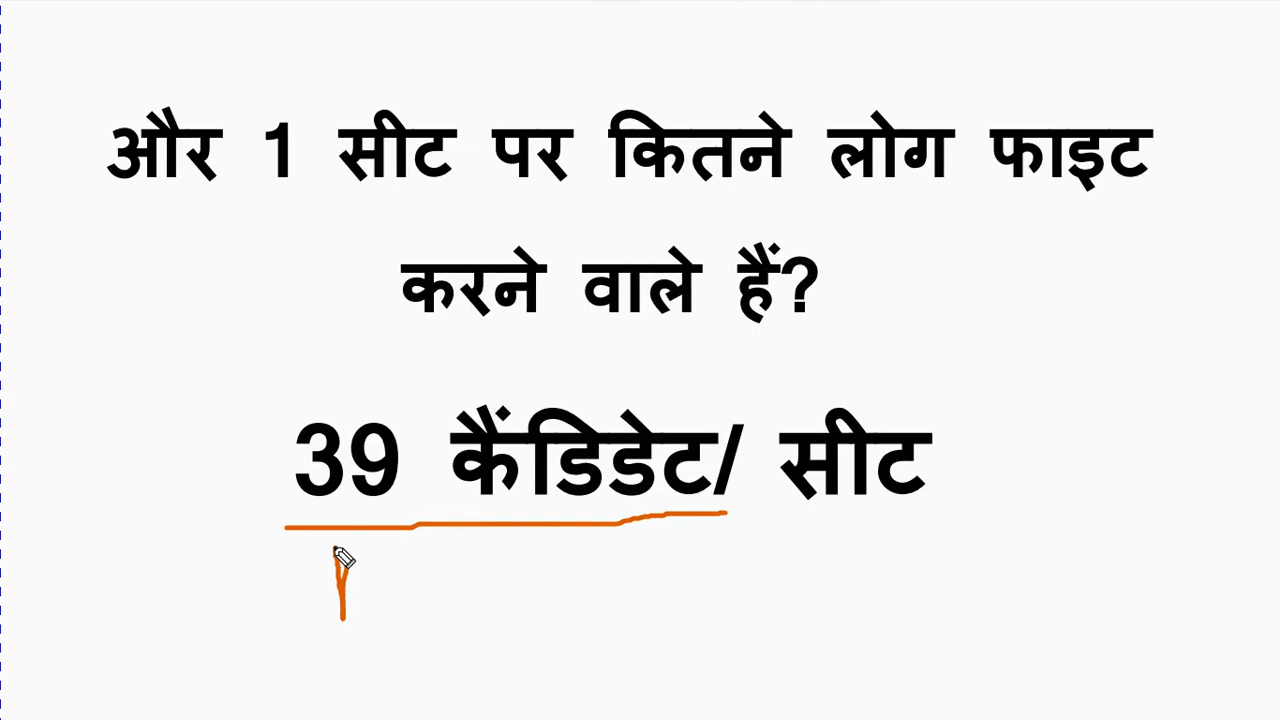 और 1 सीट पर कितने लोग फाइट
करने वाले हैं?
39 कैंडिडेट/ सीट